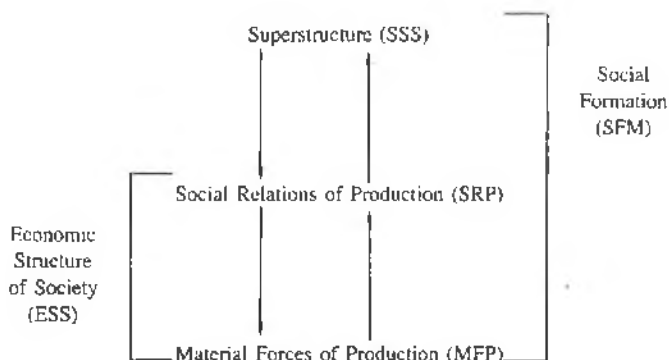 Superstructure (SSS)
Social
Formation
(SFM)
Social Relations of Production (SRP)
Economic
Structure
of Society
(ESS)
Material Forces of Production (MFP)